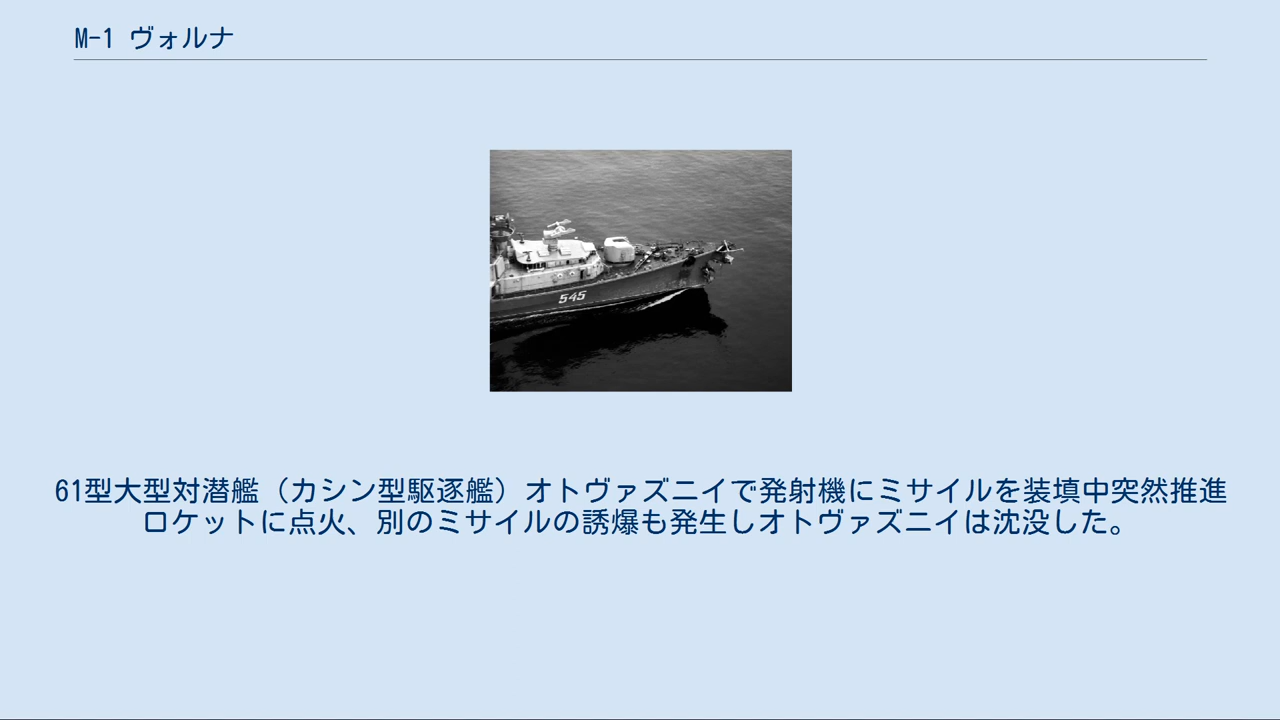 M-1 ヴォルナ
545
61型大型対潜艦（カシン型駆逐艦）オトヴァズニイで発射機にミサイルを装填中突然推進
ロケットに点火、別のミサイルの誘爆も発生しオトヴァズニイは沈没した。